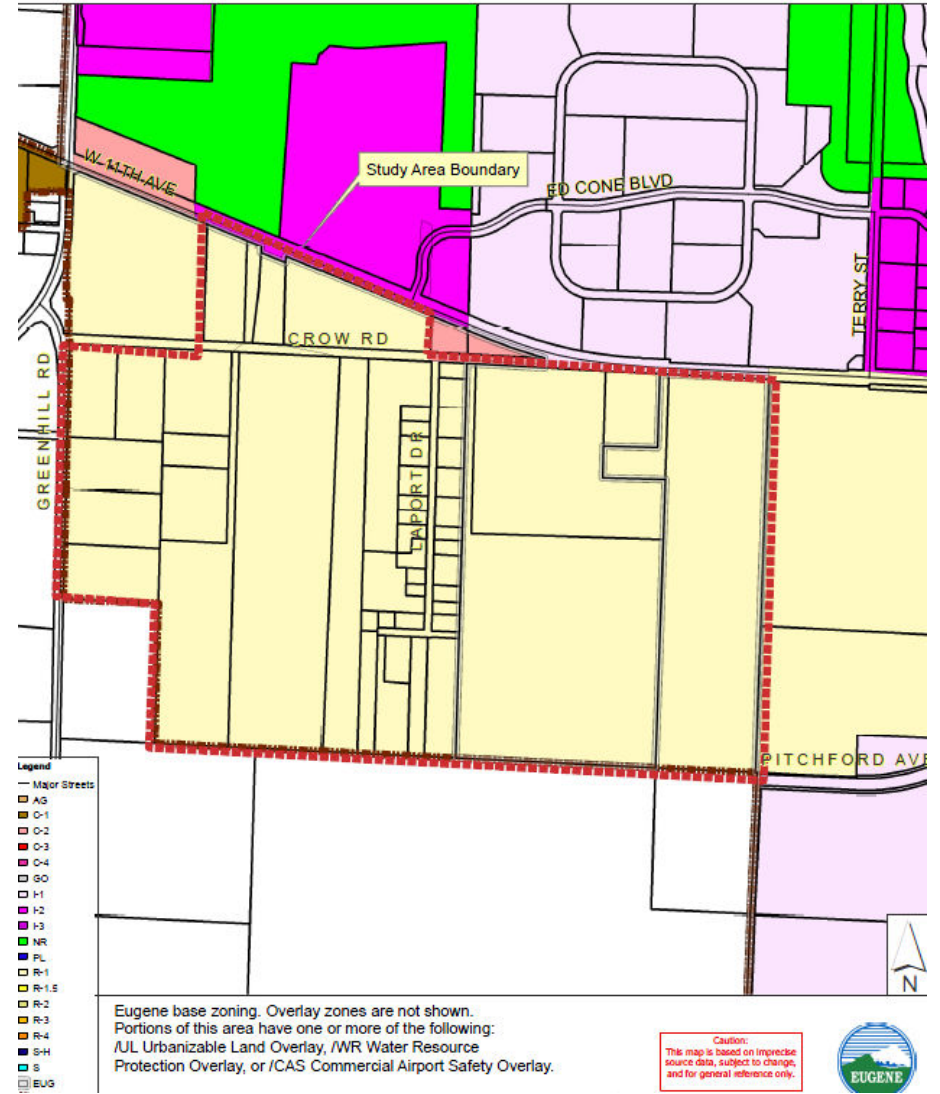 W 11TH AVE
Study Area Boundary
ED CONE BLVD
TERRY ST
CROW RD
GREENHILL RD
LAPORT DR
PITCHFORD AVE
Legend
Major Streets
AG
C-1
C-2
C-3
C-4
GO
I-1
I-2
I-3
NR
PL
R-1
R-1.5
R-2
R-3
R-4
S-H
S
EUG
N
Eugene base zoning. Overlay zones are not shown.
Portions of this area have one or more of the following:
/UL Urbanizable Land Overlay, /WR Water Resource
Protection Overlay, or /CAS Commercial Airport Safety Overlay.
Caution:
This map is based on imprecise
source data, subject to change,
and for general reference only.
EUGENE